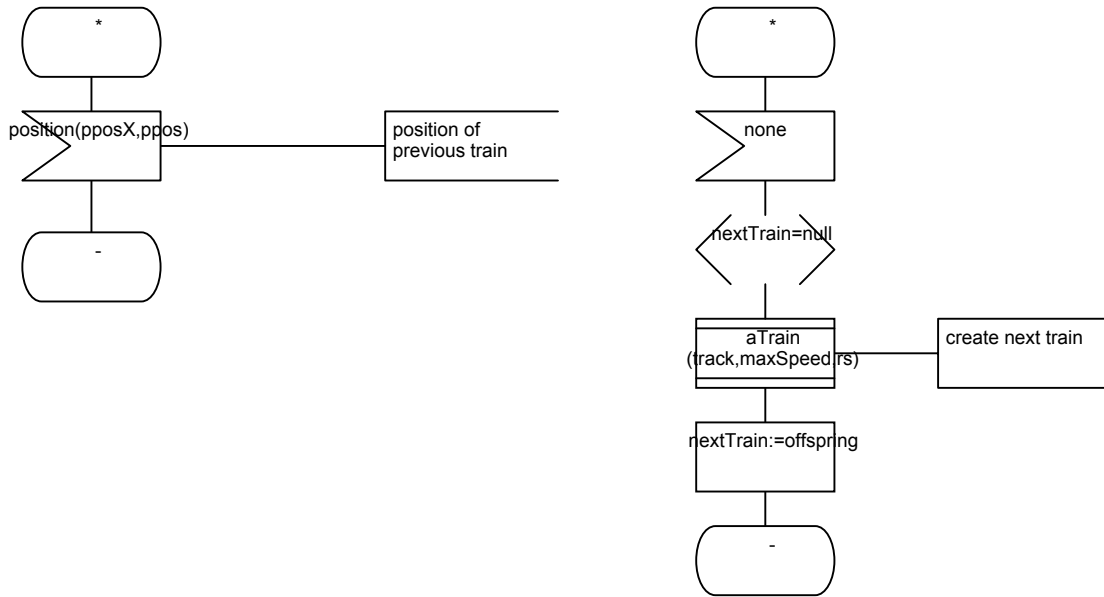 *
position(pposX,ppos)
position of
previous train
-
*
none
nextTrain=null
aTrain
(track,maxSpeed,rs)
create next train
nextTrain:=offspring
-